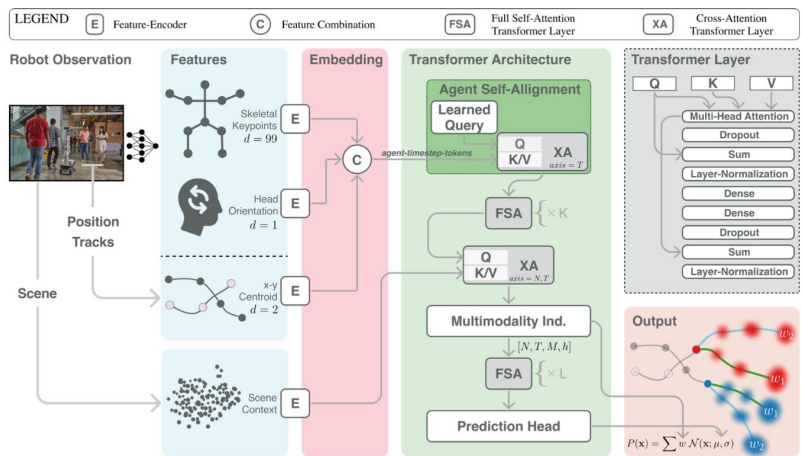 LEGEND
E Feature-Encoder
C Feature Combination
FSA Full Self-Attention
Transformer Layer
XA Cross-Attention
Transformer Layer
Robot Observation
Position
Tracks
Scene
Features
Skeletal
Keypoints
d = 99
Head
Orientation
d = 1
x-y
Centroid
d = 2
Scene
Context
Embedding
E
E
E
E
C
Transformer Architecture
Agent Self-Allignment
Learned
Query
agent-timestep-tokens
Q
K/V
XA
axis = T
FSA { × K
Q
K/V
XA
axis = N, T
Multimodality Ind.
[N, T, M, h]
FSA { × L
Prediction Head
Transformer Layer
Q K V
Multi-Head Attention
Dropout
Sum
Layer-Normalization
Dense
Dense
Dropout
Sum
Layer-Normalization
Output
w₂
w₁
w₁
w₂
P(x) = ∑ w 𝒩(x; μ, σ)